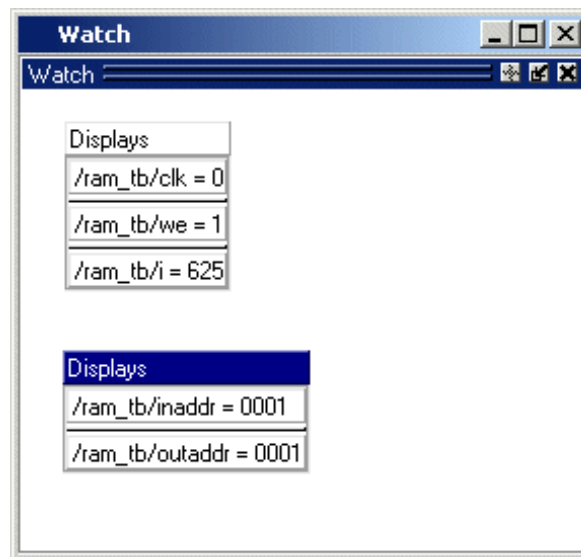 Watch
Watch
Displays
/ram_tb/clk = 0
/ram_tb/we = 1
/ram_tb/i = 625
Displays
/ram_tb/inaddr = 0001
/ram_tb/outaddr = 0001